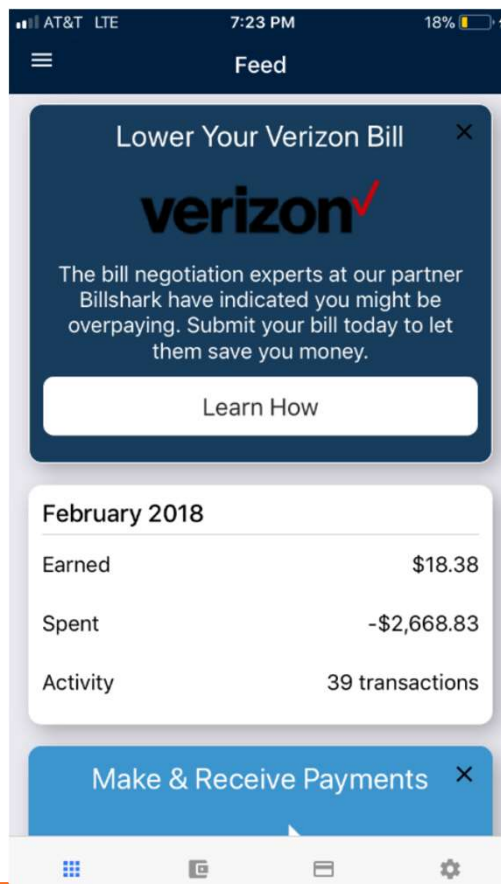 AT&T LTE 7:23 PM 18%
Feed
Lower Your Verizon Bill
verizon
The bill negotiation experts at our partner
Billshark have indicated you might be
overpaying. Submit your bill today to let
them save you money.
Learn How
February 2018
Earned $18.38
Spent -$2,668.83
Activity 39 transactions
Make & Receive Payments